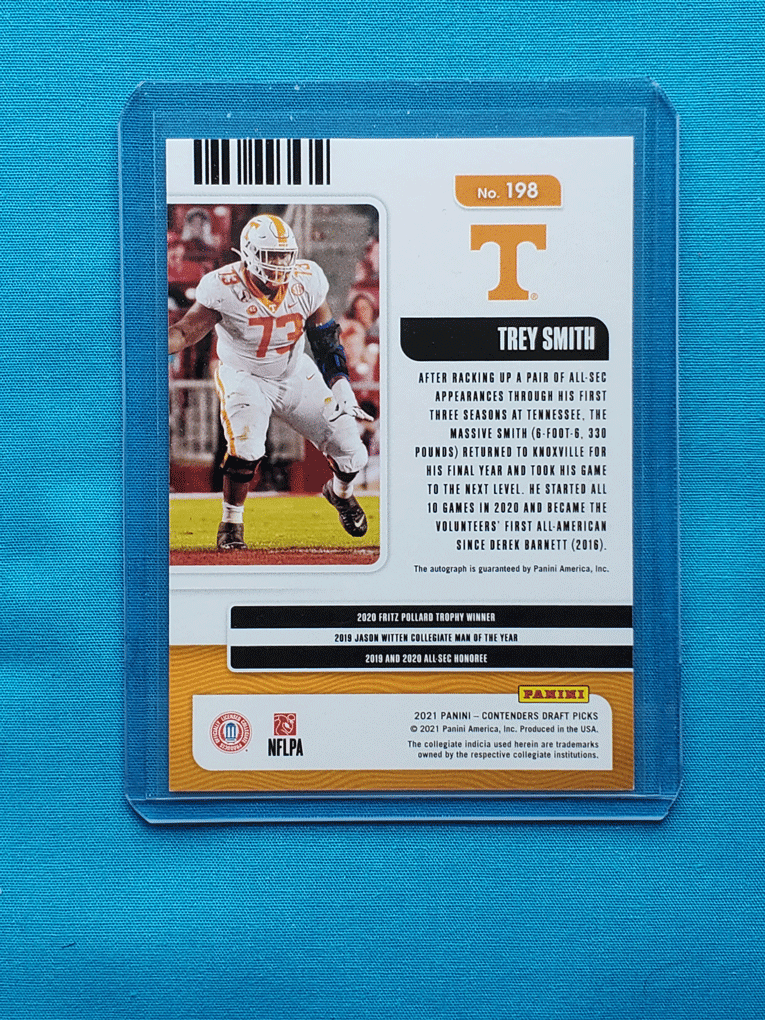 No. 198
T
TREY SMITH
AFTER RACKING UP A PAIR OF ALL-SEC
APPEARANCES THROUGH HIS FIRST
THREE SEASONS AT TENNESSEE, THE
MASSIVE SMITH (6-FOOT-6, 330
POUNDS) RETURNED TO KNOXVILLE FOR
HIS FINAL YEAR AND TOOK HIS GAME
TO THE NEXT LEVEL. HE STARTED ALL
10 GAMES IN 2020 AND BECAME THE
VOLUNTEERS' FIRST ALL-AMERICAN
SINCE DEREK BARNETT (2016).
The autograph is guaranteed by Panini America, Inc.
73
73
T
2020 FRITZ POLLARD TROPHY WINNER
2019 JASON WITTEN COLLEGIATE MAN OF THE YEAR
2019 AND 2020 ALL-SEC HONOREE
PANINI
OFFICIALLY LICENSED COLLEGIATE PRODUCTS
NFLPA
2021 PANINI – CONTENDERS DRAFT PICKS
© 2021 Panini America, Inc. Produced in the USA.
The collegiate indicia used herein are trademarks
owned by the respective collegiate institutions.